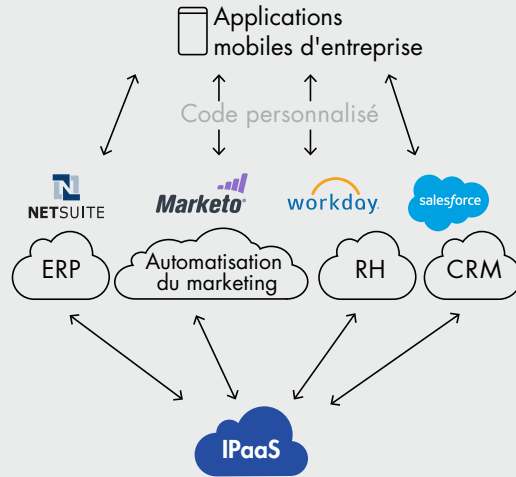 Applications
mobiles d'entreprise
Code personnalisé
NETSUITE
Marketo
workday
salesforce
ERP
Automatisation
du marketing
RH
CRM
IPaaS